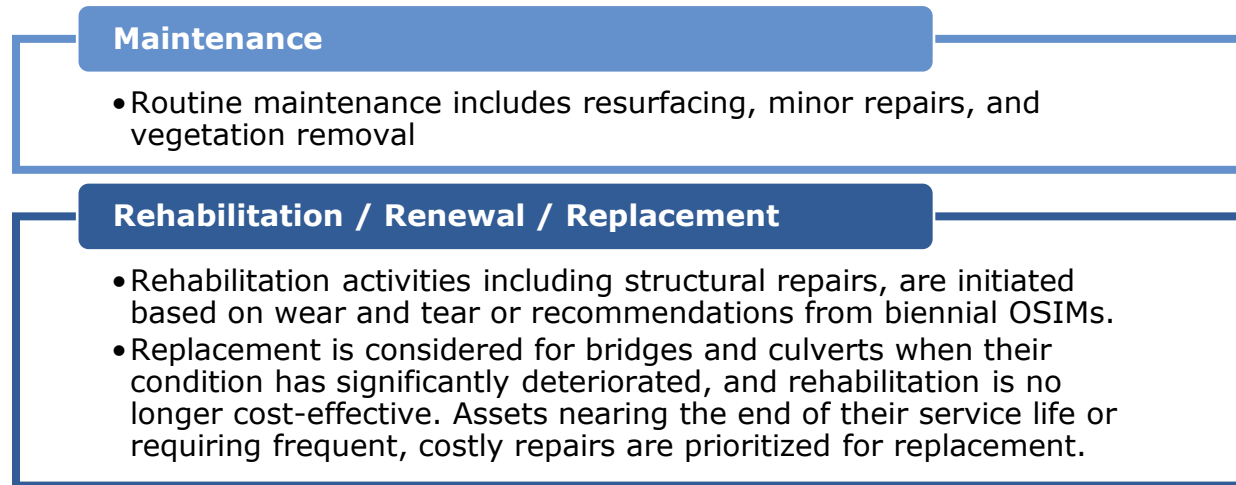 Maintenance
•Routine maintenance includes resurfacing, minor repairs, and
vegetation removal
Rehabilitation / Renewal / Replacement
•Rehabilitation activities including structural repairs, are initiated
based on wear and tear or recommendations from biennial OSIMs.
•Replacement is considered for bridges and culverts when their
condition has significantly deteriorated, and rehabilitation is no
longer cost-effective. Assets nearing the end of their service life or
requiring frequent, costly repairs are prioritized for replacement.